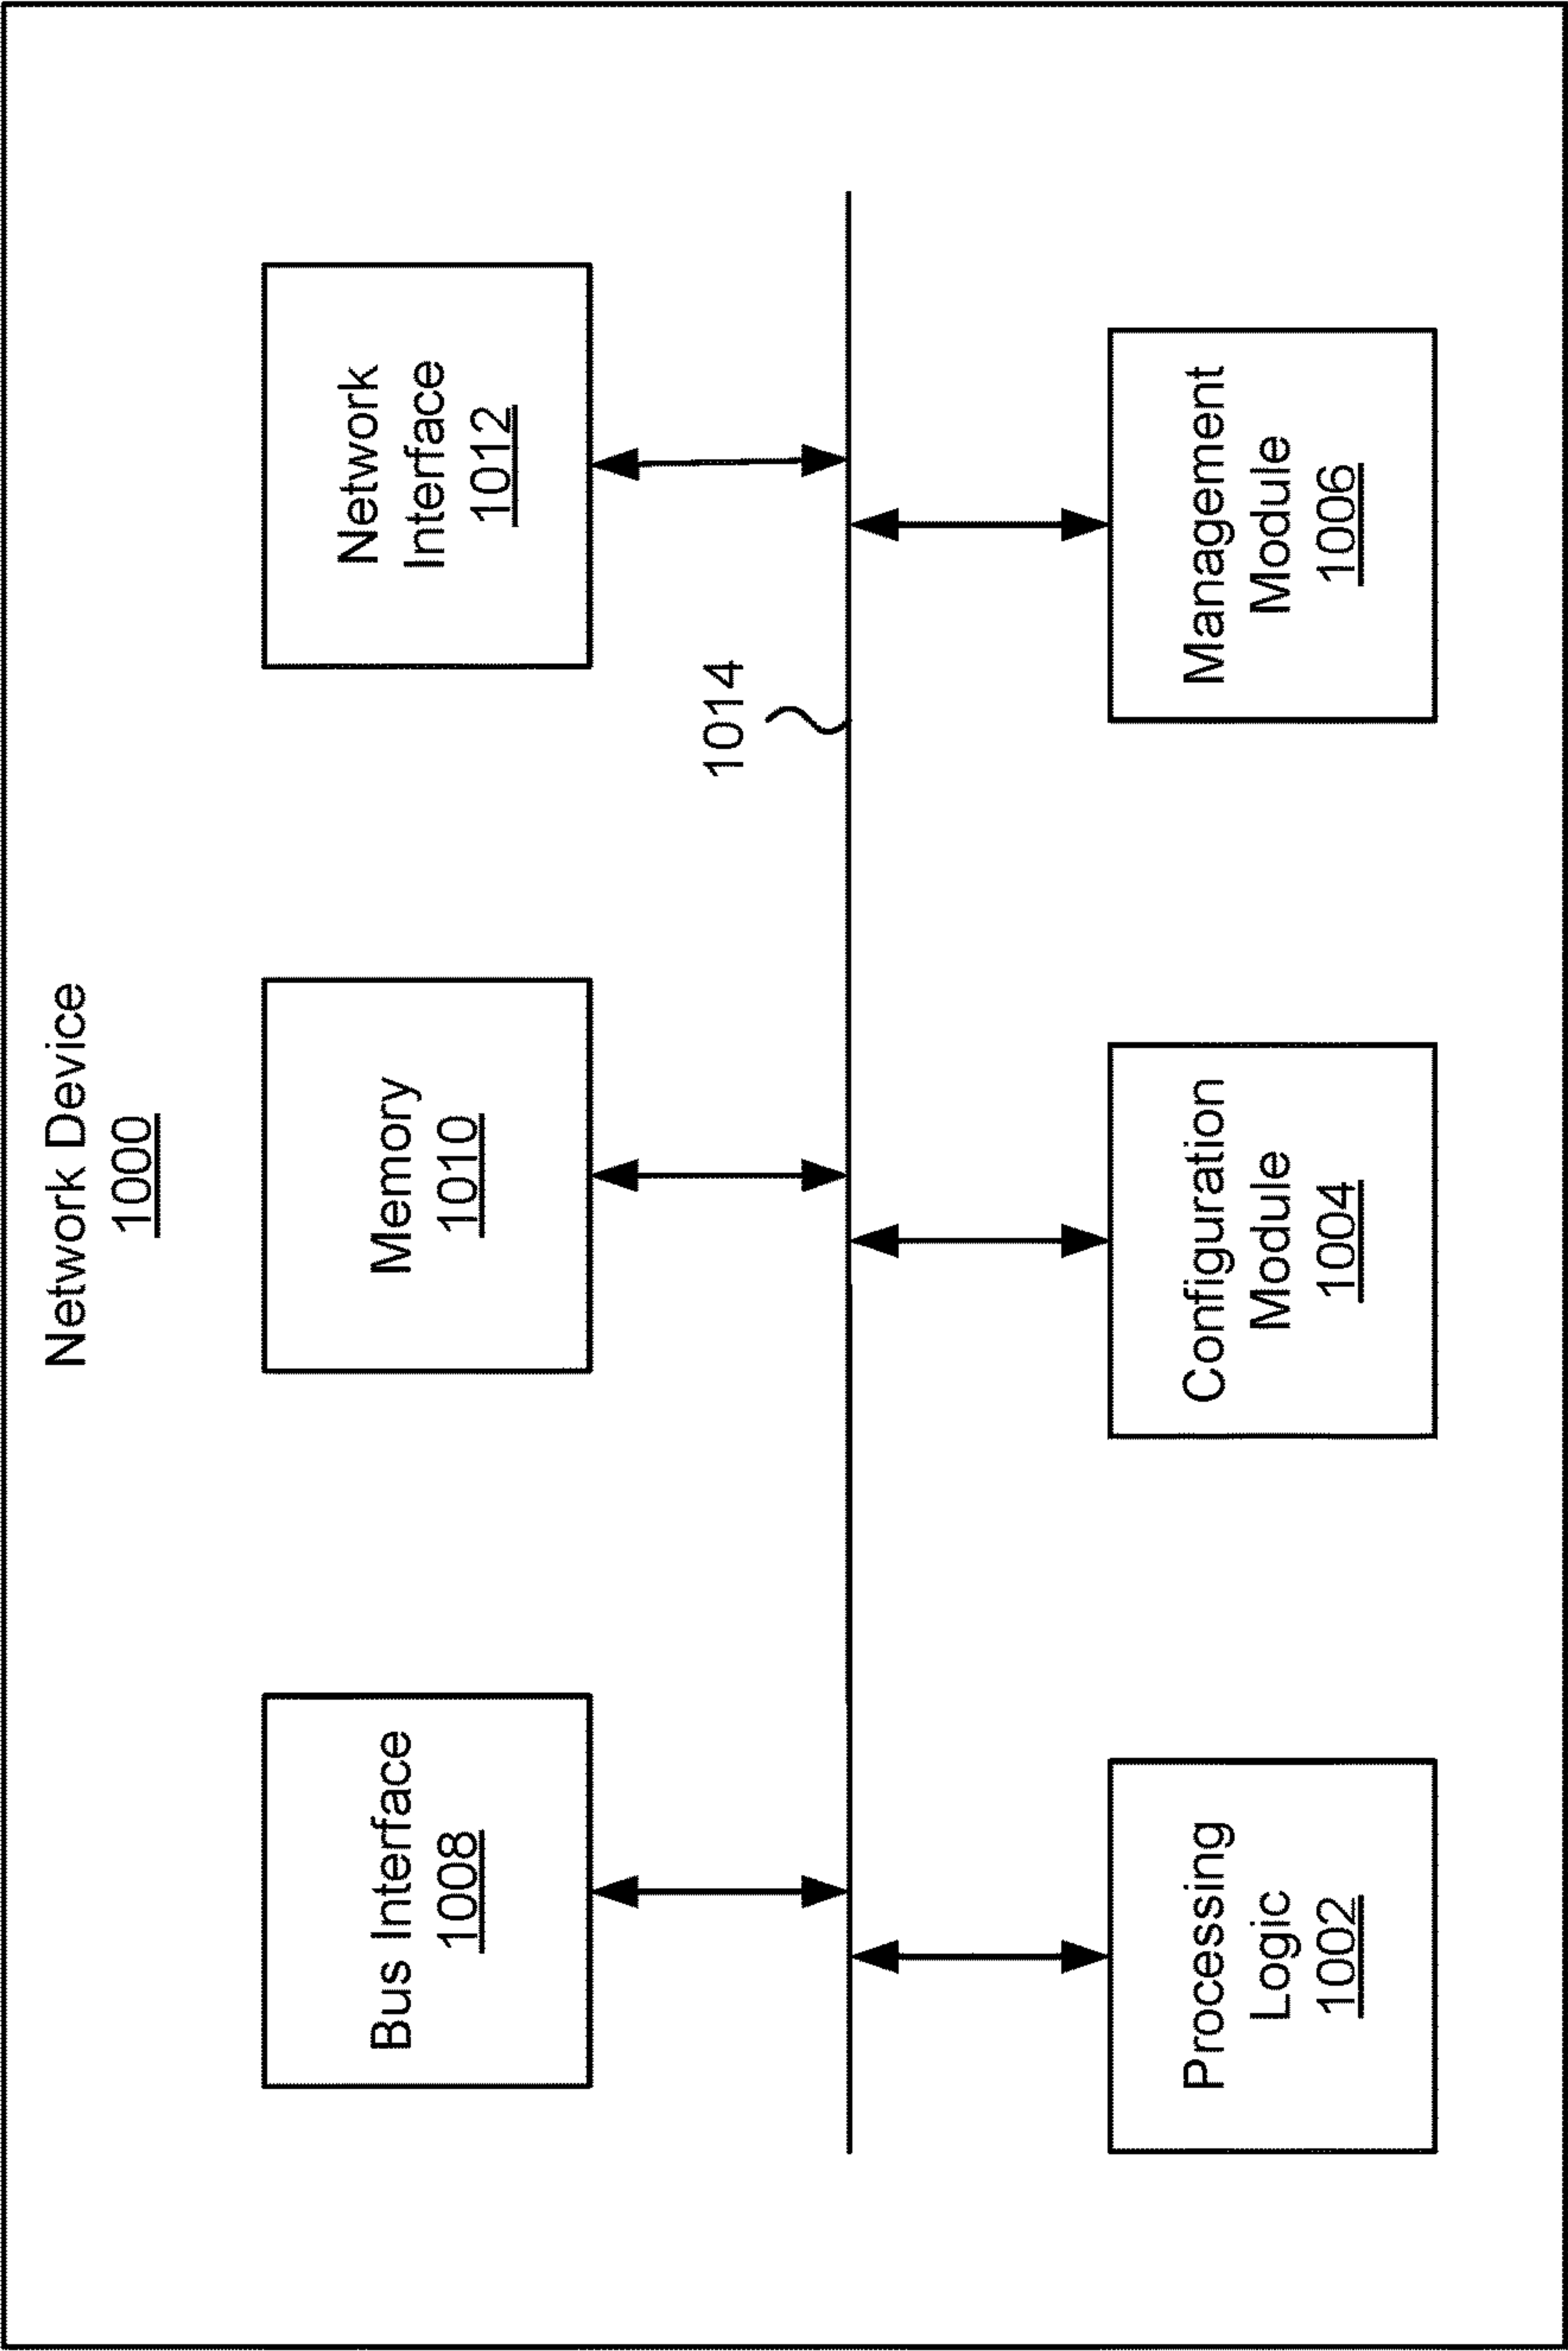 Network Device
1000
Bus Interface
1008
Memory
1010
Network
Interface
1012
1014
Processing
Logic
1002
Configuration
Module
1004
Management
Module
1006